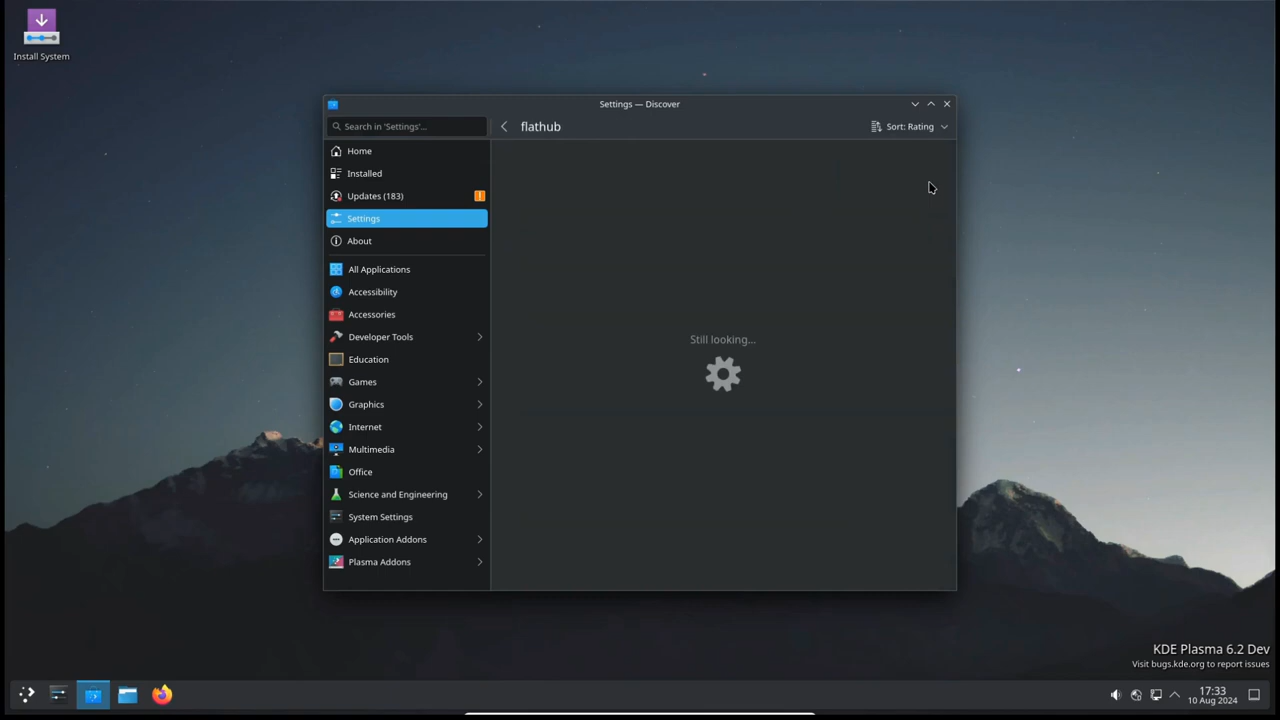 Install System
Settings — Discover
Search in 'Settings'...
flathub
Sort: Rating
Home
Installed
Updates (183)
Settings
About
All Applications
Accessibility
Accessories
Developer Tools
Education
Games
Graphics
Internet
Multimedia
Office
Science and Engineering
System Settings
Application Addons
Plasma Addons
Still looking...
KDE Plasma 6.2 Dev
Visit bugs.kde.org to report issues
17:33
10 Aug 2024